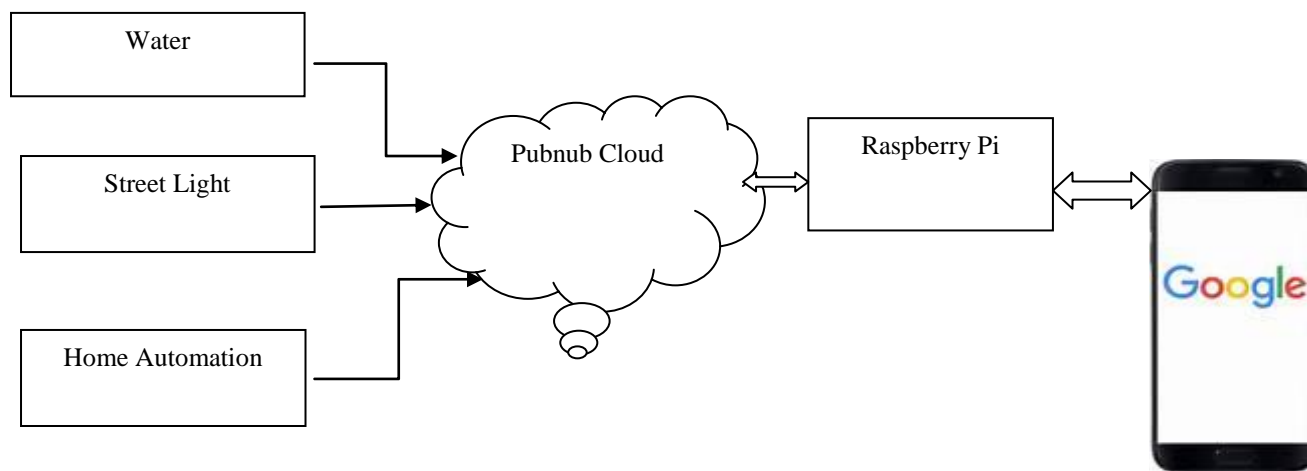 Water
Street Light
Home Automation
Pubnub Cloud
Raspberry Pi
Google